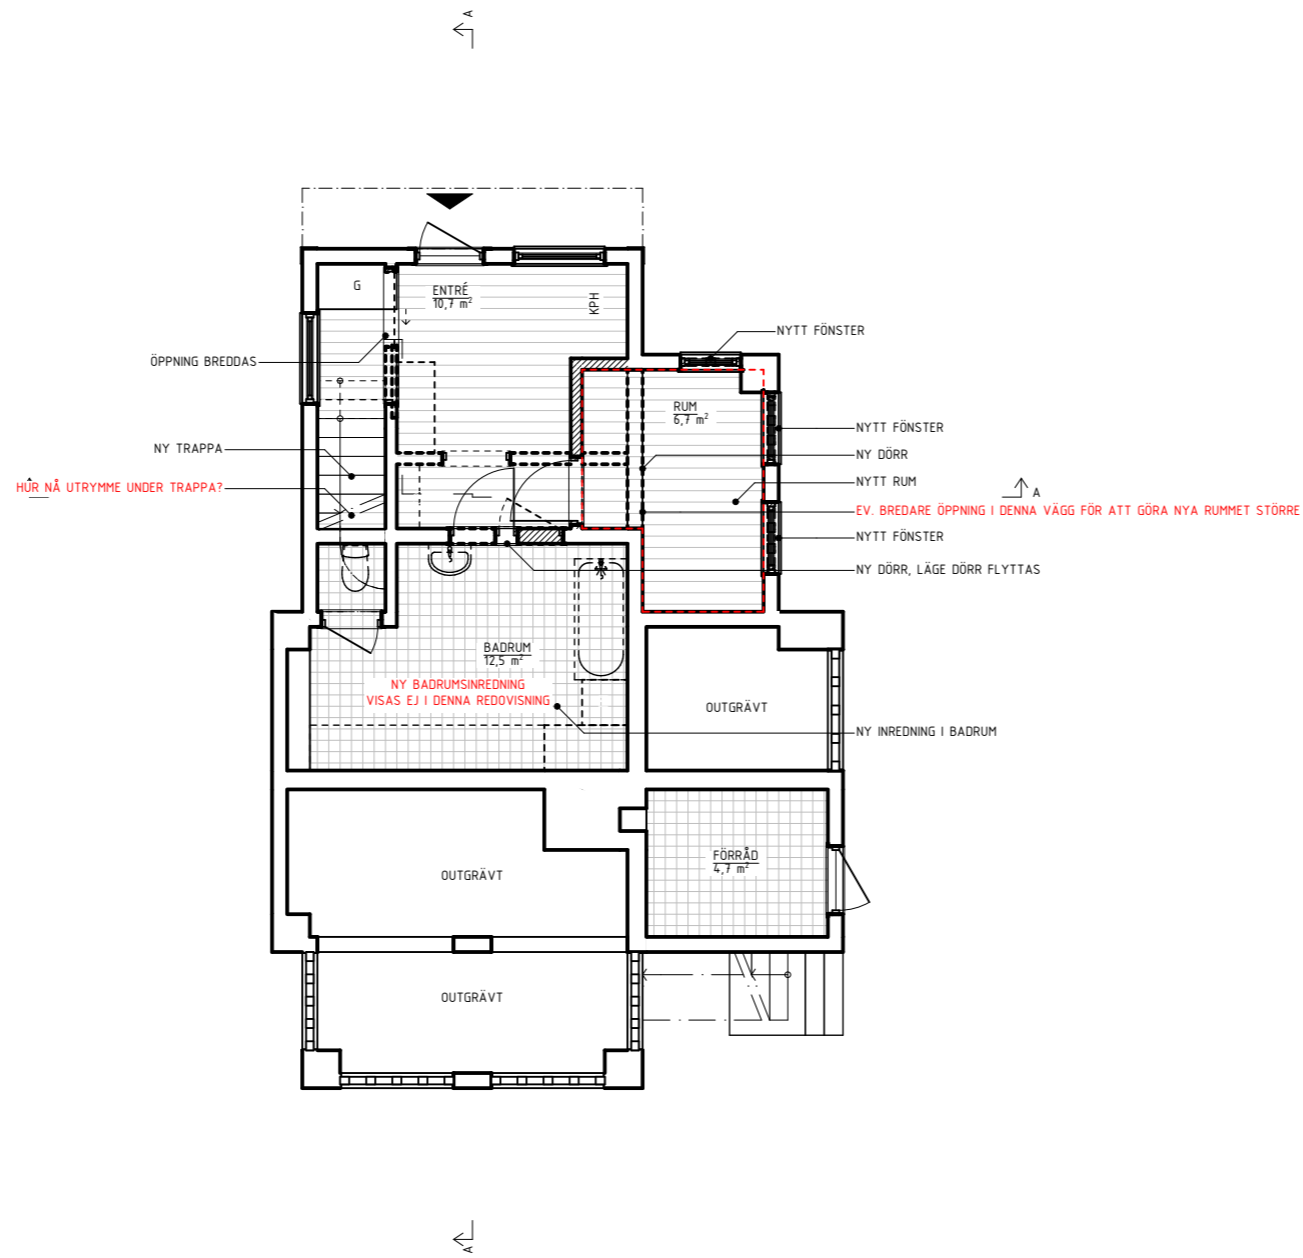 A
G
ENTRÉ
10,7 m²
KPH
NYTT FÖNSTER
ÖPPNING BREDDAS
RUM
6,7 m²
NYTT FÖNSTER
NY TRAPPA
NY DÖRR
HUR NÅ UTRYMME UNDER TRAPPA?
NYTT RUM
A
EV. BREDARE ÖPPNING I DENNA VÄGG FÖR ATT GÖRA NYA RUMMET STÖRRE
NYTT FÖNSTER
NY DÖRR, LÄGE DÖRR FLYTTAS
BADRUM
12,5 m²
NY BADRUMSINREDNING
VISAS EJ I DENNA REDOVISNING
OUTGRÄVT
NY INREDNING I BADRUM
FÖRRÅD
4,7 m²
OUTGRÄVT
OUTGRÄVT
A